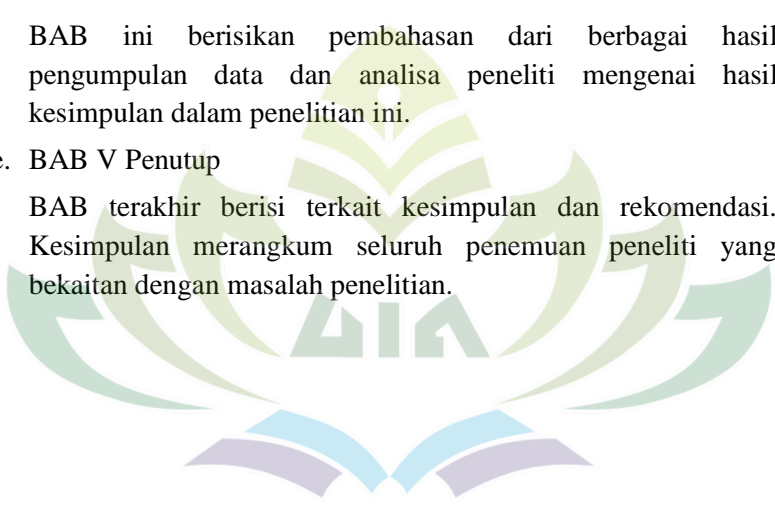 BAB ini berisikan pembahasan dari berbagai hasil
pengumpulan data dan analisa peneliti mengenai hasil
kesimpulan dalam penelitian ini.
e. BAB V Penutup
BAB terakhir berisi terkait kesimpulan dan rekomendasi.
Kesimpulan merangkum seluruh penemuan peneliti yang
bekaitan dengan masalah penelitian.
UIN